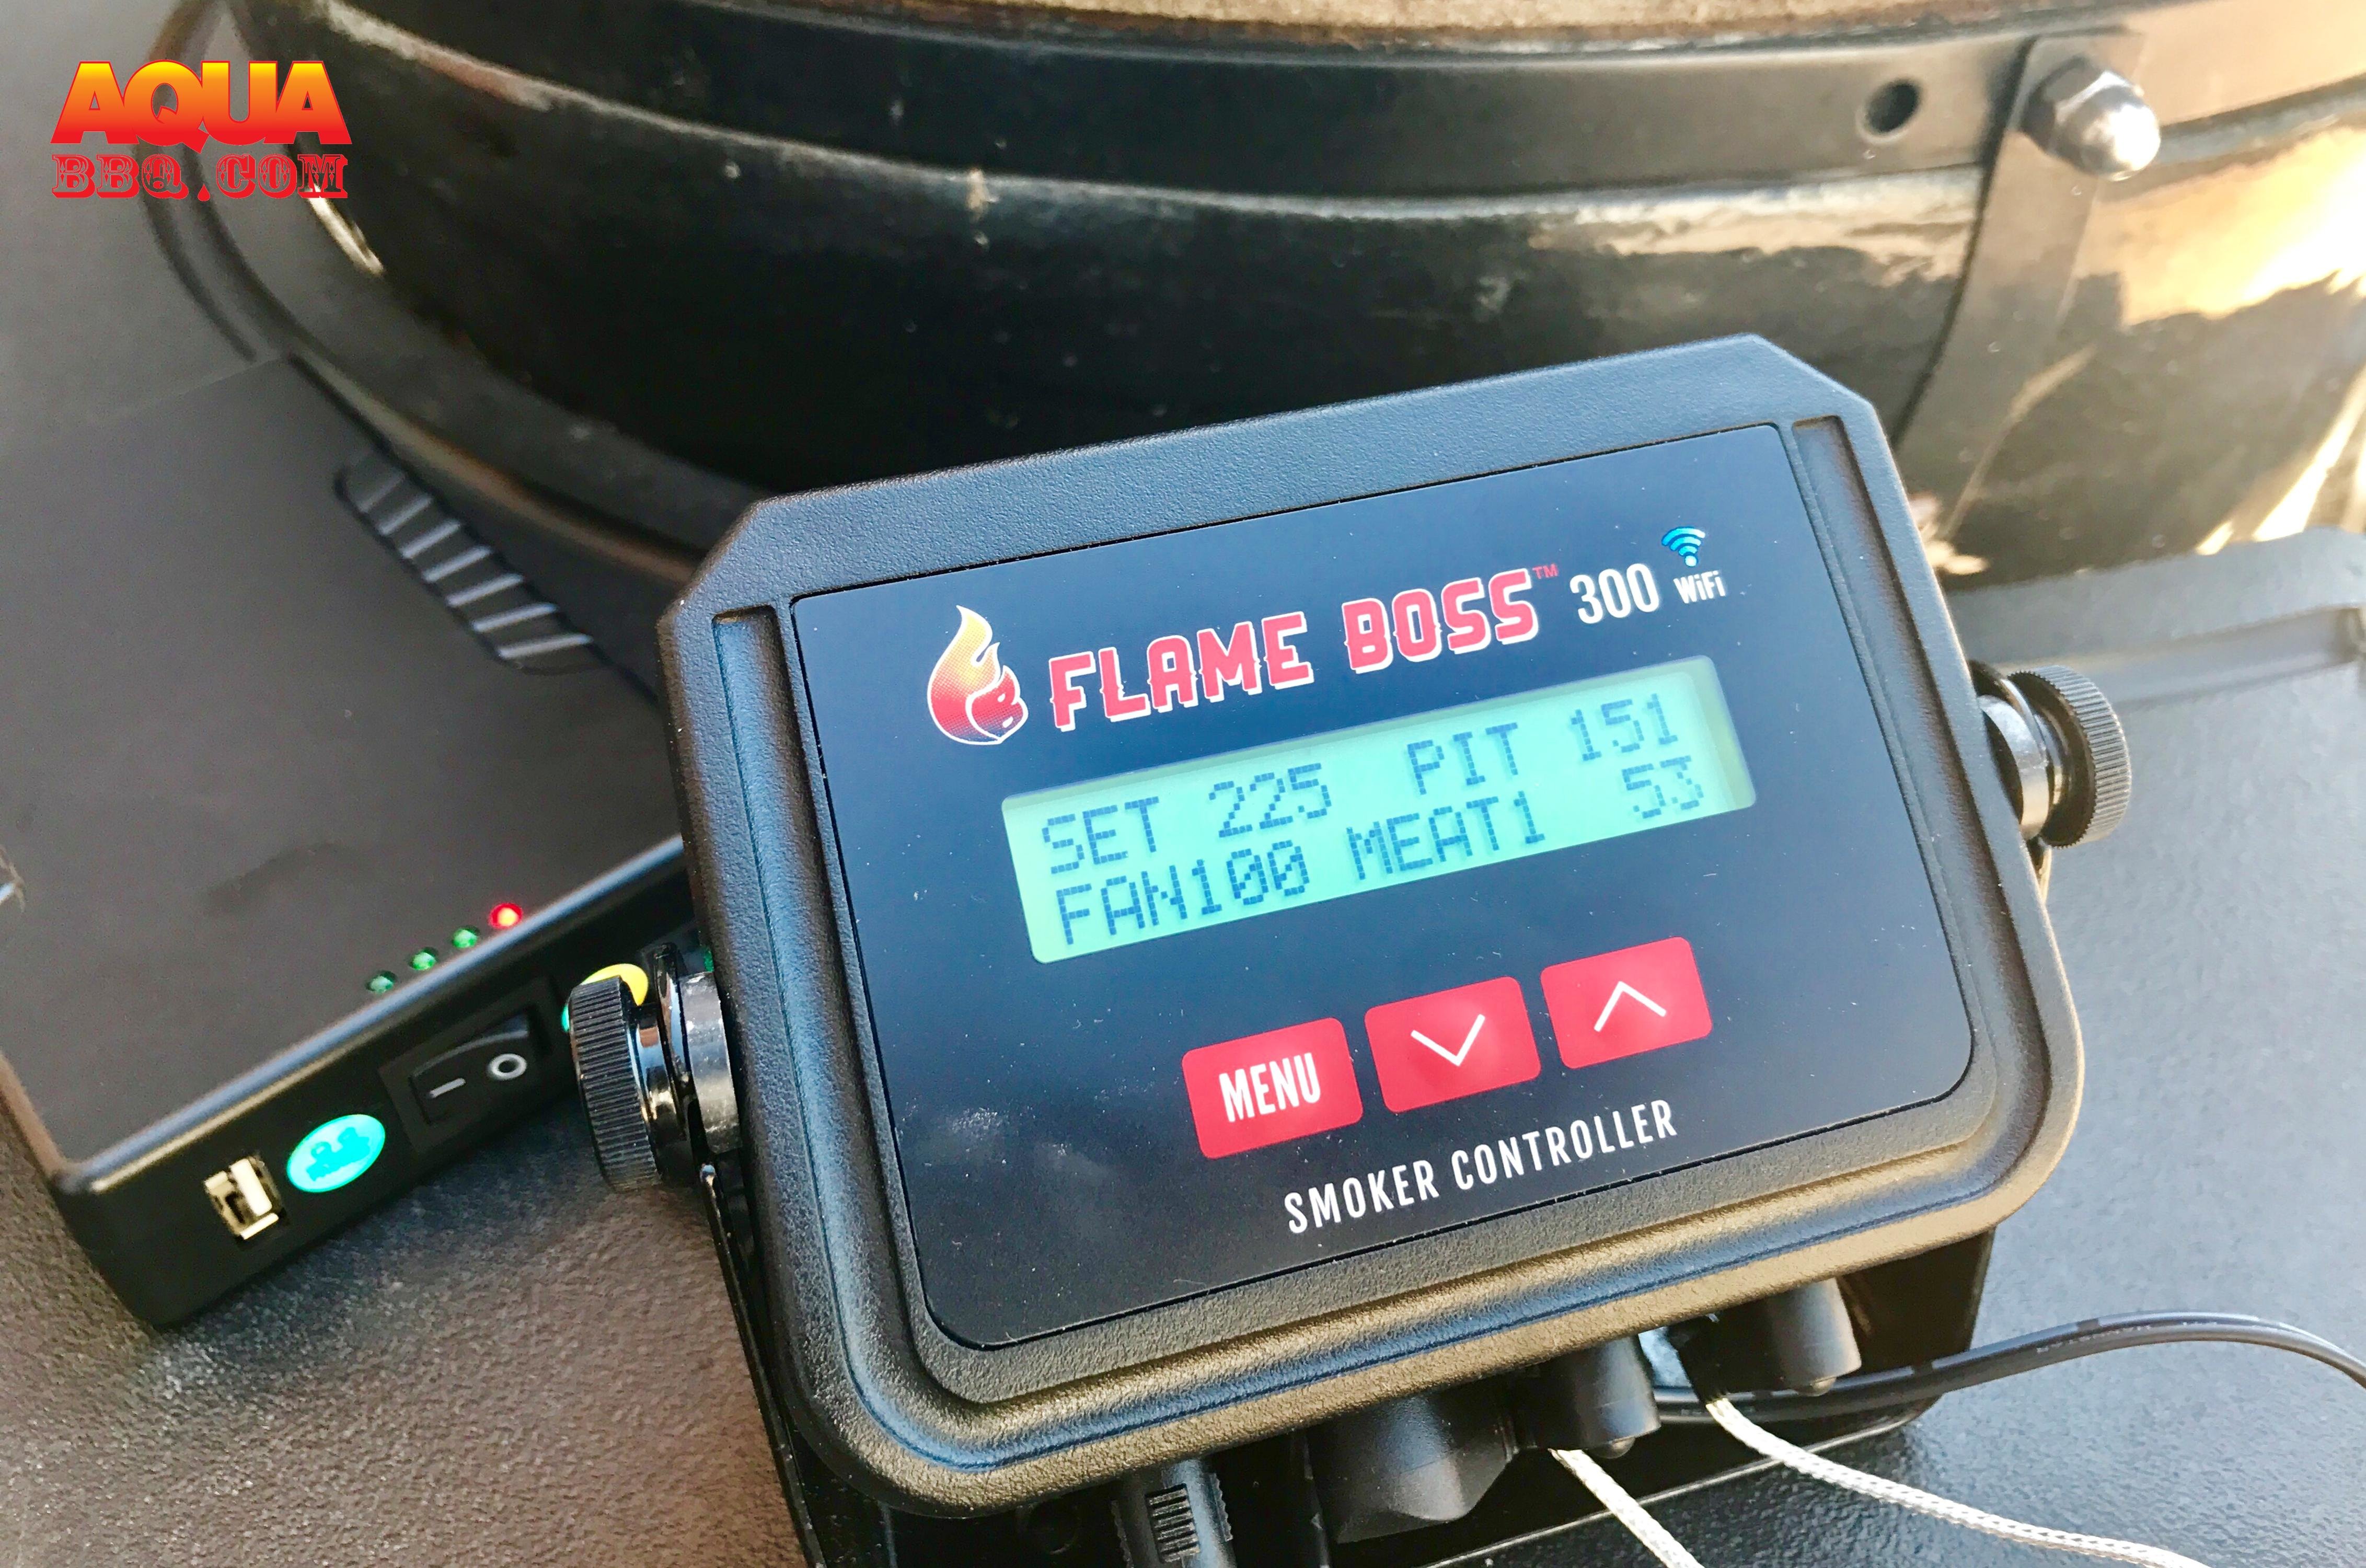 AQUA
BBQ.COM
FLAME BOSS™ 300 WiFi
SET 225 PIT 151
FAN100 MEAT1 53
MENU
SMOKER CONTROLLER